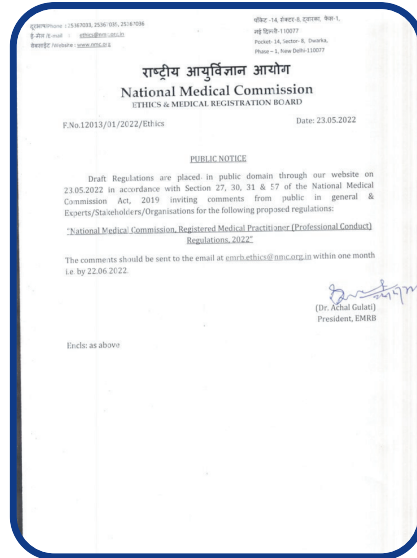 दूरभाष/Phone : 25367033, 25367035, 25367036
ई-मेल /E-mail : ethics@nmc.org.in
वेबसाईट /Website : www.nmc.org
पॉकेट -14, सेक्टर-8, द्वारका, फेस-1,
नई दिल्ली-110077
Pocket- 14, Sector- 8, Dwarka,
Phase – 1, New Delhi-110077
राष्ट्रीय आयुर्विज्ञान आयोग
National Medical Commission
ETHICS & MEDICAL REGISTRATION BOARD
F.No.12013/01/2022/Ethics
Date: 23.05.2022
PUBLIC NOTICE
Draft Regulations are placed in public domain through our website on
23.05.2022 in accordance with Section 27, 30, 31 & 57 of the National Medical
Commission Act, 2019 inviting comments from public in general &
Experts/Stakeholders/Organisations for the following proposed regulations:
"National Medical Commission, Registered Medical Practitioner (Professional Conduct)
Regulations, 2022"
The comments should be sent to the email at emrb.ethics@nmc.org.in within one month
i.e. by 22.06.2022.
(Dr. Achal Gulati)
President, EMRB
Encls: as above